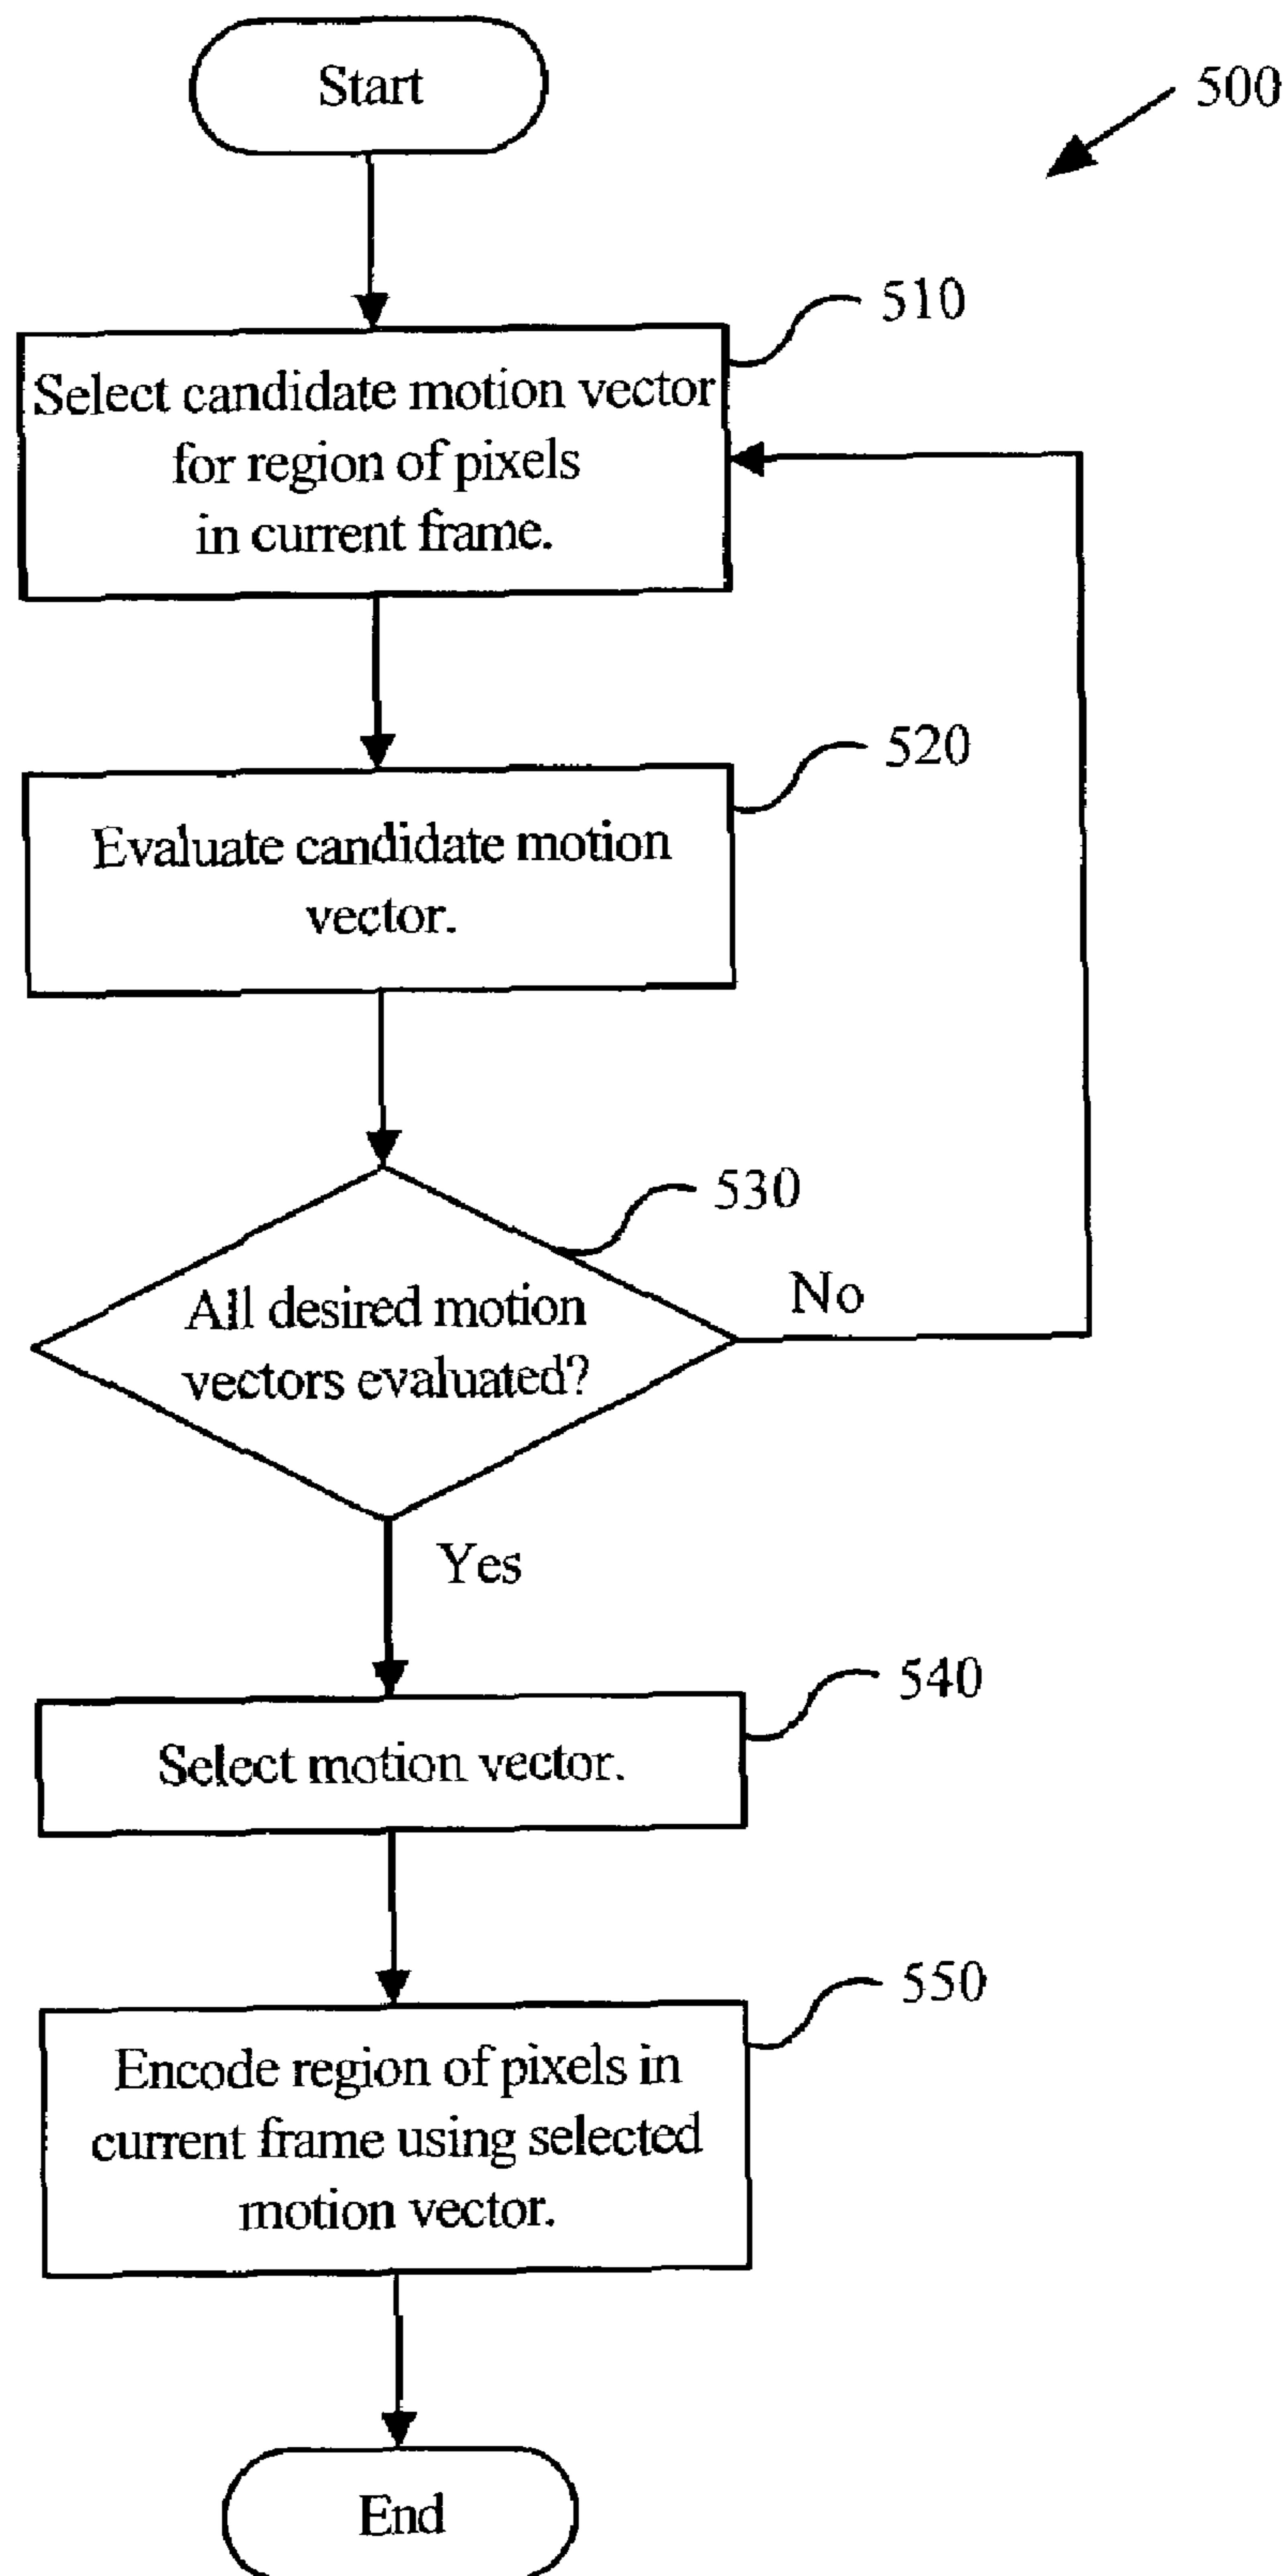 Start
500
510
Select candidate motion vector
for region of pixels
in current frame.
520
Evaluate candidate motion
vector.
530
All desired motion
vectors evaluated?
No
Yes
540
Select motion vector.
550
Encode region of pixels in
current frame using selected
motion vector.
End